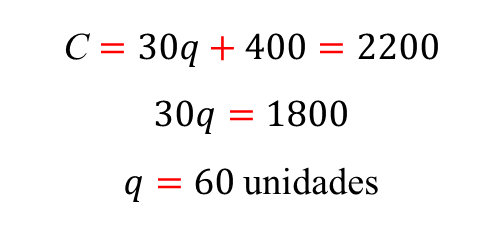 C = 30q + 400 = 2200
30q = 1800
q = 60 unidades